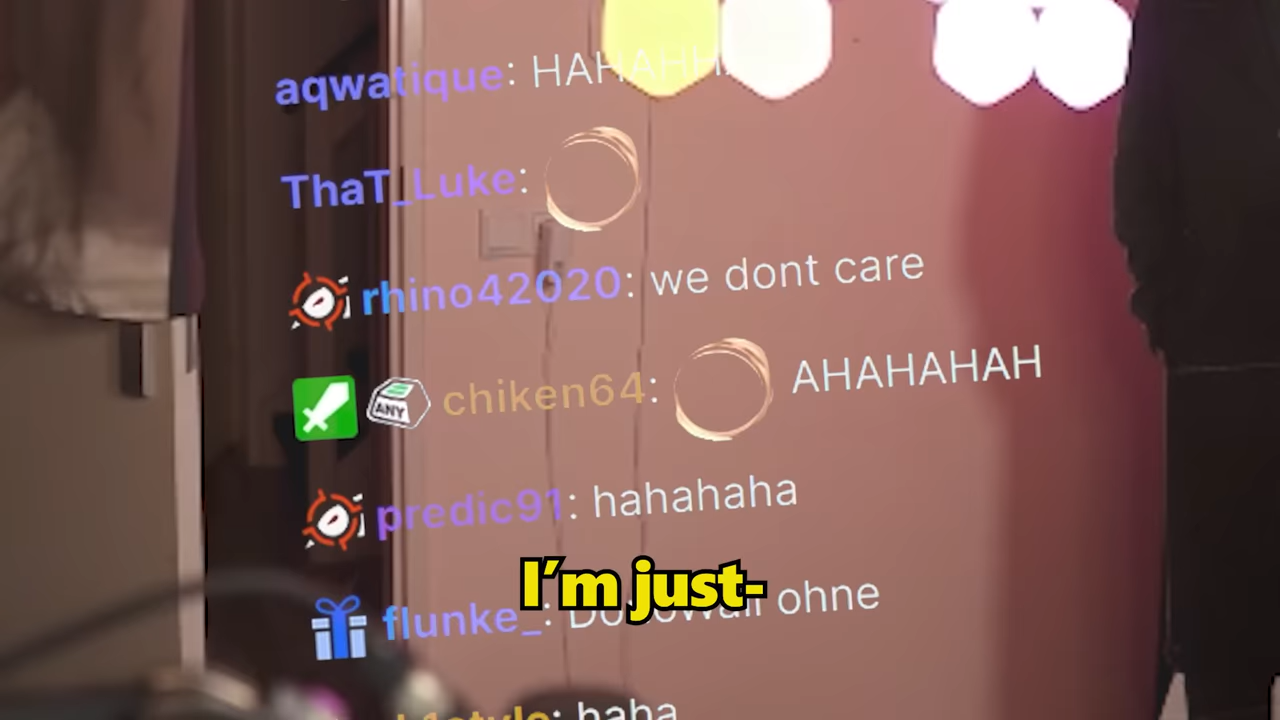 aqwatique: HAHAHH
ThaT_Luke:
rhino42020: we dont care
ANY chiken64: AHAHAHAH
predic91: hahahaha
I'm just-
flunke_: ohne
haha